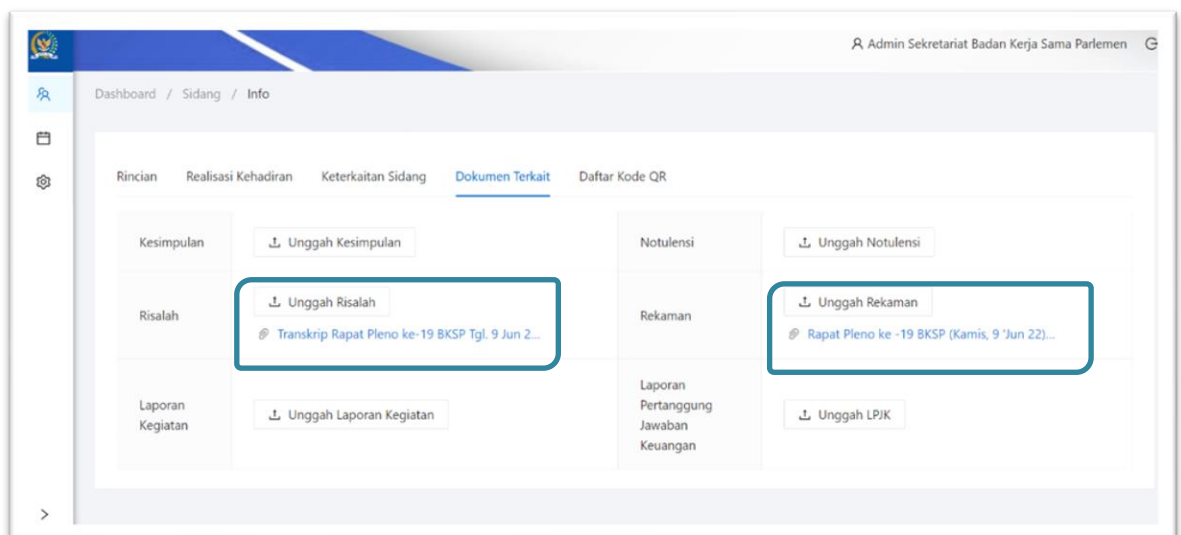 Admin Sekretariat Badan Kerja Sama Parlemen
Dashboard / Sidang / Info
Rincian Realisasi Kehadiran Keterkaitan Sidang Dokumen Terkait Daftar Kode QR
Kesimpulan Unggah Kesimpulan Notulensi Unggah Notulensi
Risalah Unggah Risalah
Transkrip Rapat Pleno ke-19 BKSP Tgl. 9 Jun 2...
Rekaman Unggah Rekaman
Rapat Pleno ke -19 BKSP (Kamis, 9 'Jun 22)...
Laporan
Kegiatan
Unggah Laporan Kegiatan
Laporan
Pertanggung
Jawaban
Keuangan
Unggah LPJK